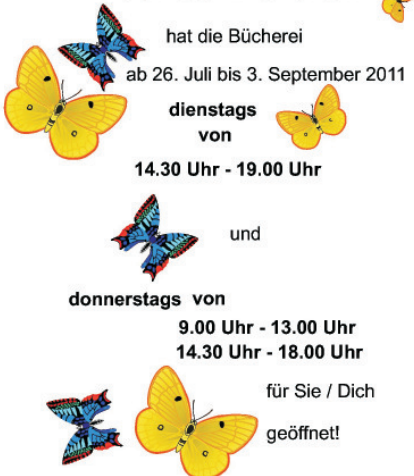 hat die Bücherei
ab 26. Juli bis 3. September 2011
dienstags
von
14.30 Uhr - 19.00 Uhr
und
donnerstags von
9.00 Uhr - 13.00 Uhr
14.30 Uhr - 18.00 Uhr
für Sie / Dich
geöffnet!